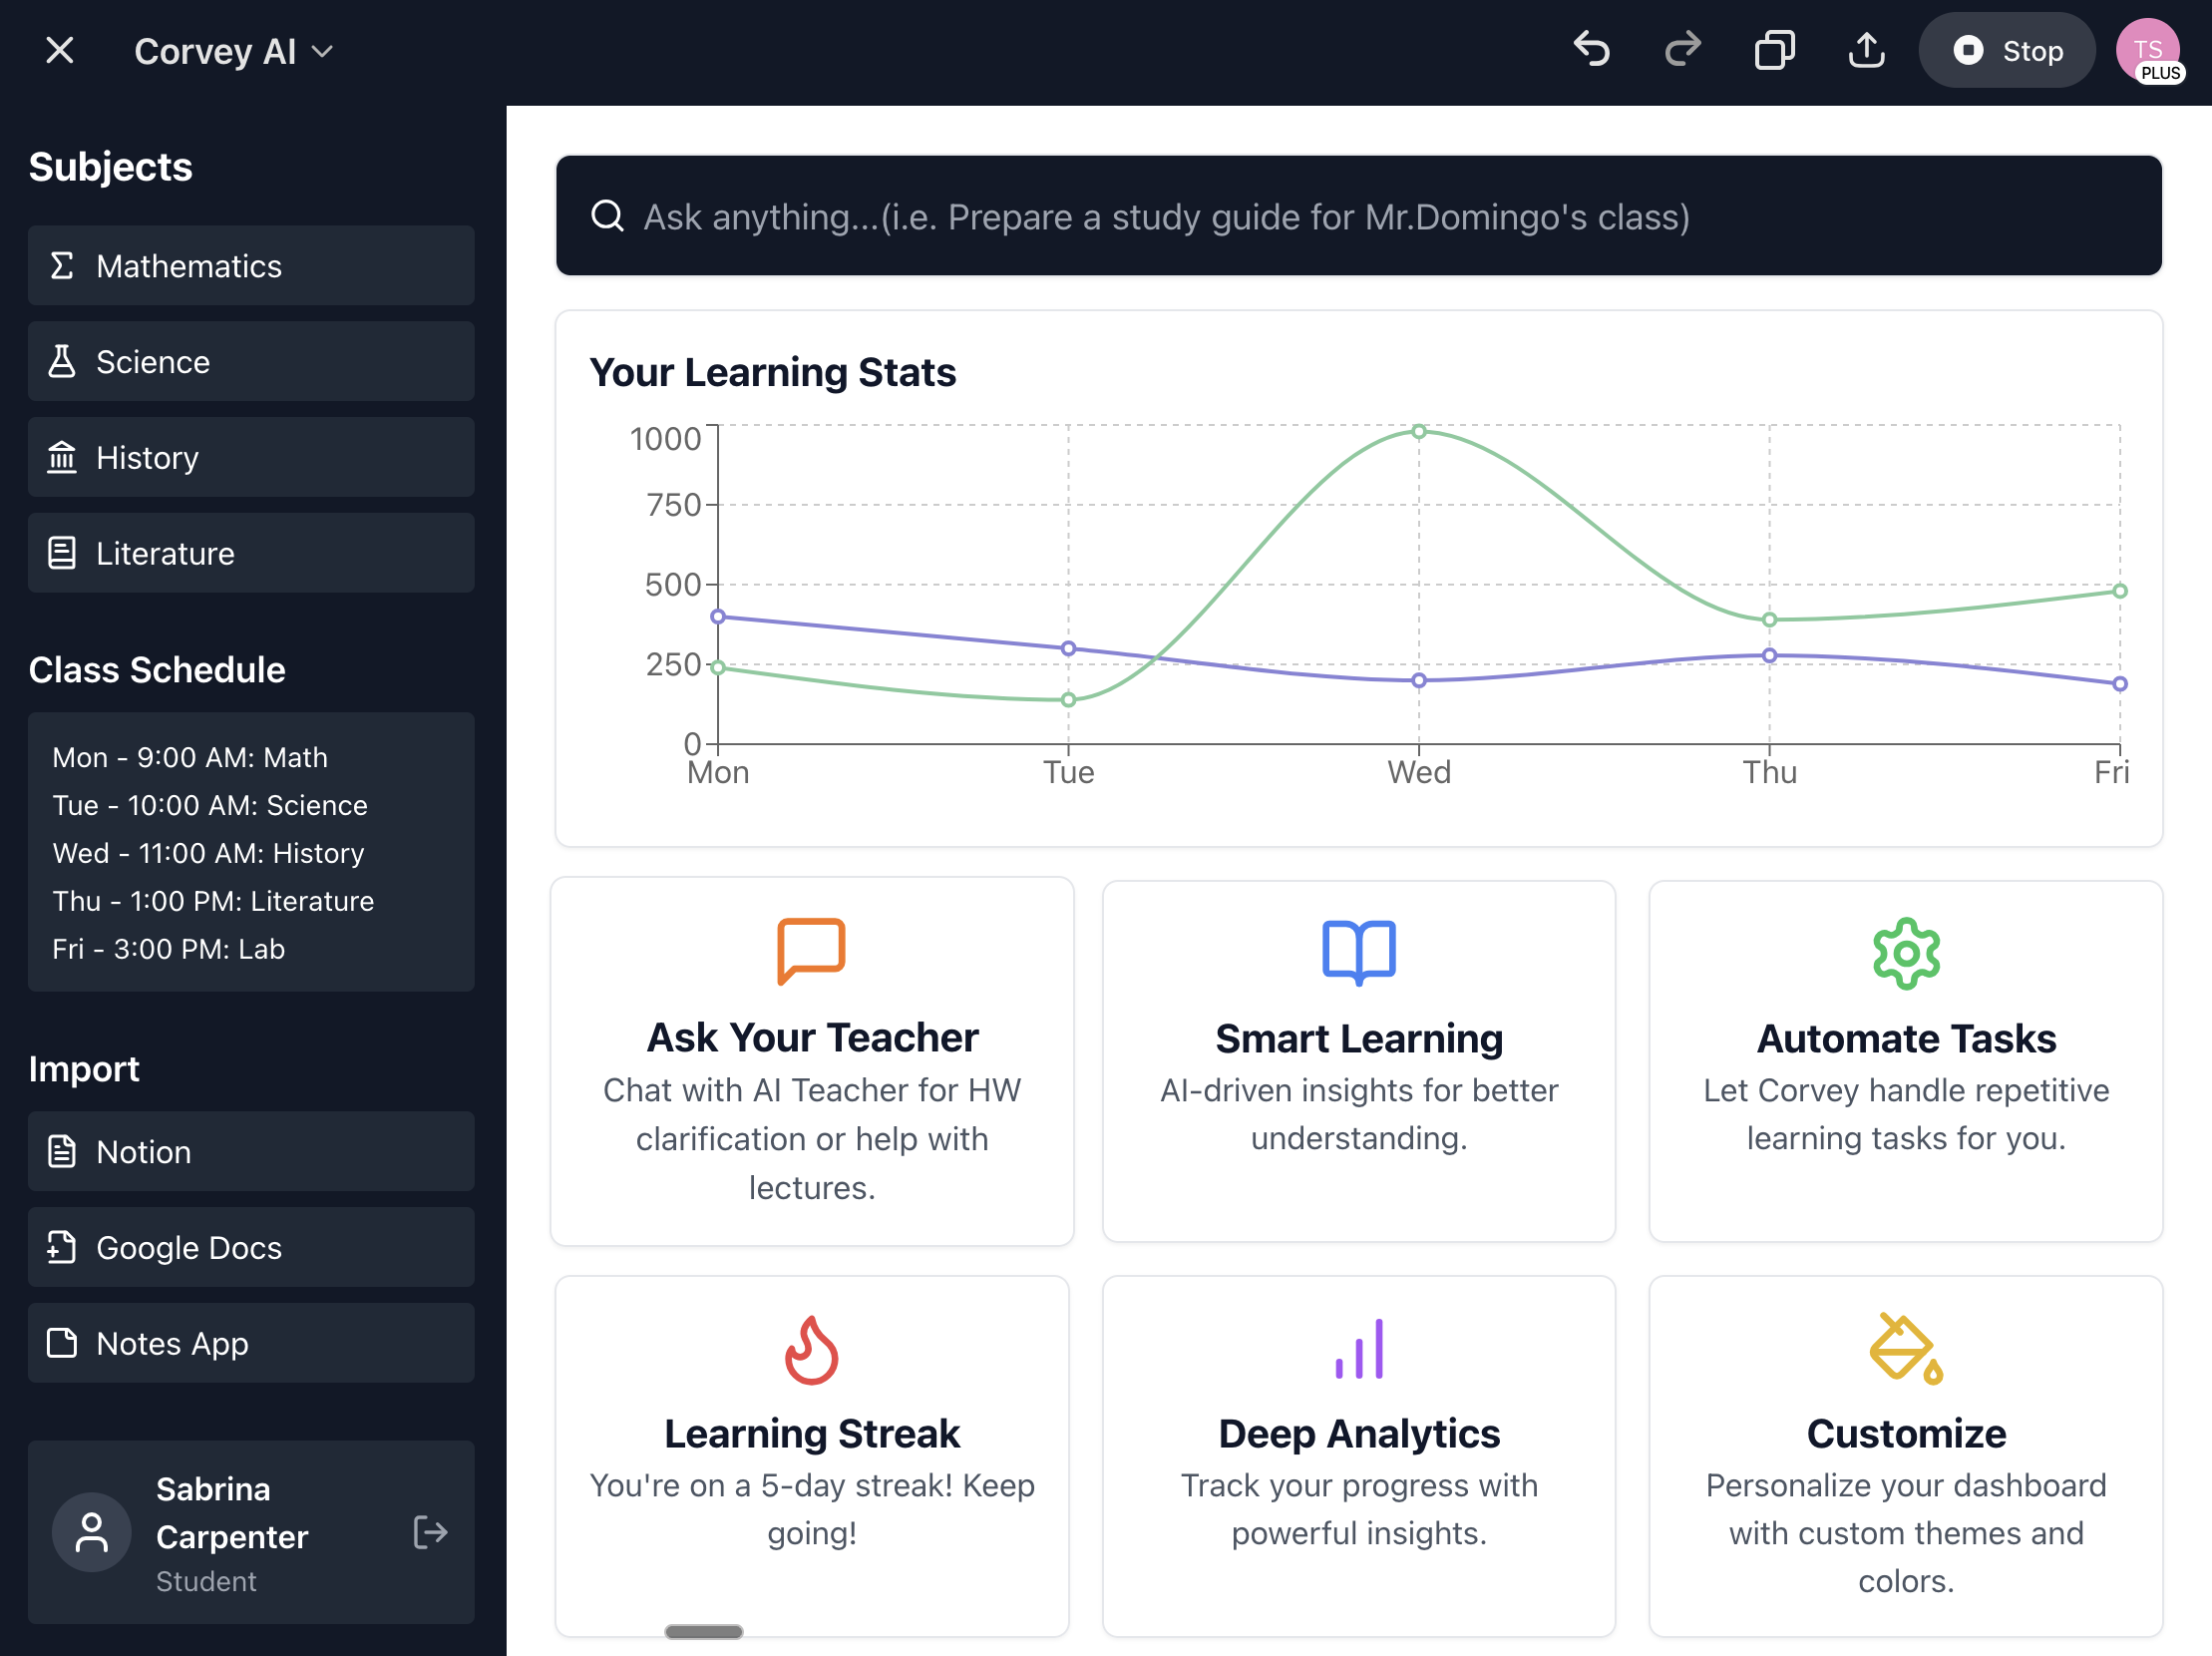 Corvey AI
Stop
TS
PLUS
Subjects
Mathematics
Science
History
Literature
Class Schedule
Mon - 9:00 AM: Math
Tue - 10:00 AM: Science
Wed - 11:00 AM: History
Thu - 1:00 PM: Literature
Fri - 3:00 PM: Lab
Import
Notion
Google Docs
Notes App
Sabrina
Carpenter
Student
Ask anything...(i.e. Prepare a study guide for Mr.Domingo's class)
Your Learning Stats
1000
750
500
250
0
Mon Tue Wed Thu Fri
Ask Your Teacher
Chat with AI Teacher for HW
clarification or help with
lectures.
Smart Learning
AI-driven insights for better
understanding.
Automate Tasks
Let Corvey handle repetitive
learning tasks for you.
Learning Streak
You're on a 5-day streak! Keep
going!
Deep Analytics
Track your progress with
powerful insights.
Customize
Personalize your dashboard
with custom themes and
colors.